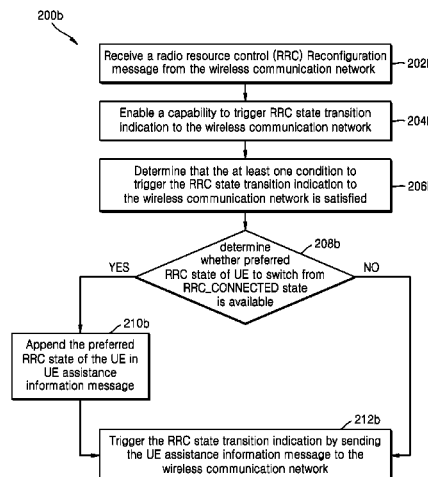 200b
Receive a radio resource control (RRC) Reconfiguration
message from the wireless communication network
Enable a capability to trigger RRC state transition
indication to the wireless communication network
Determine that the at least one condition to
trigger the RRC state transition indication to
the wireless communication network is satisfied
208b
determine
whether preferred
RRC state of UE to switch from
RRC_CONNECTED state
is available
YES
NO
210b
Append the preferred
RRC state of the UE in
UE assistance
information message
212b
Trigger the RRC state transition indication by sending
the UE assistance information message to the
wireless communication network